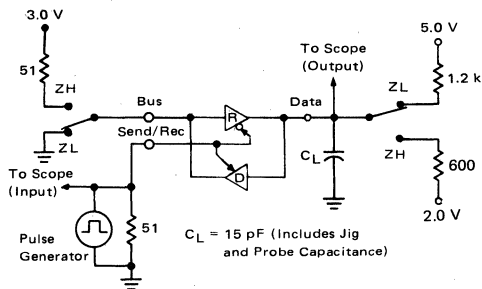 3.0 V
51
ZH
ZL
Bus
Send/Rec
R
D
Data
To Scope
(Output)
5.0 V
1.2 k
ZL
ZH
600
2.0 V
CL
To Scope
(Input)
Pulse
Generator
51
CL = 15 pF (Includes Jig
and Probe Capacitance)